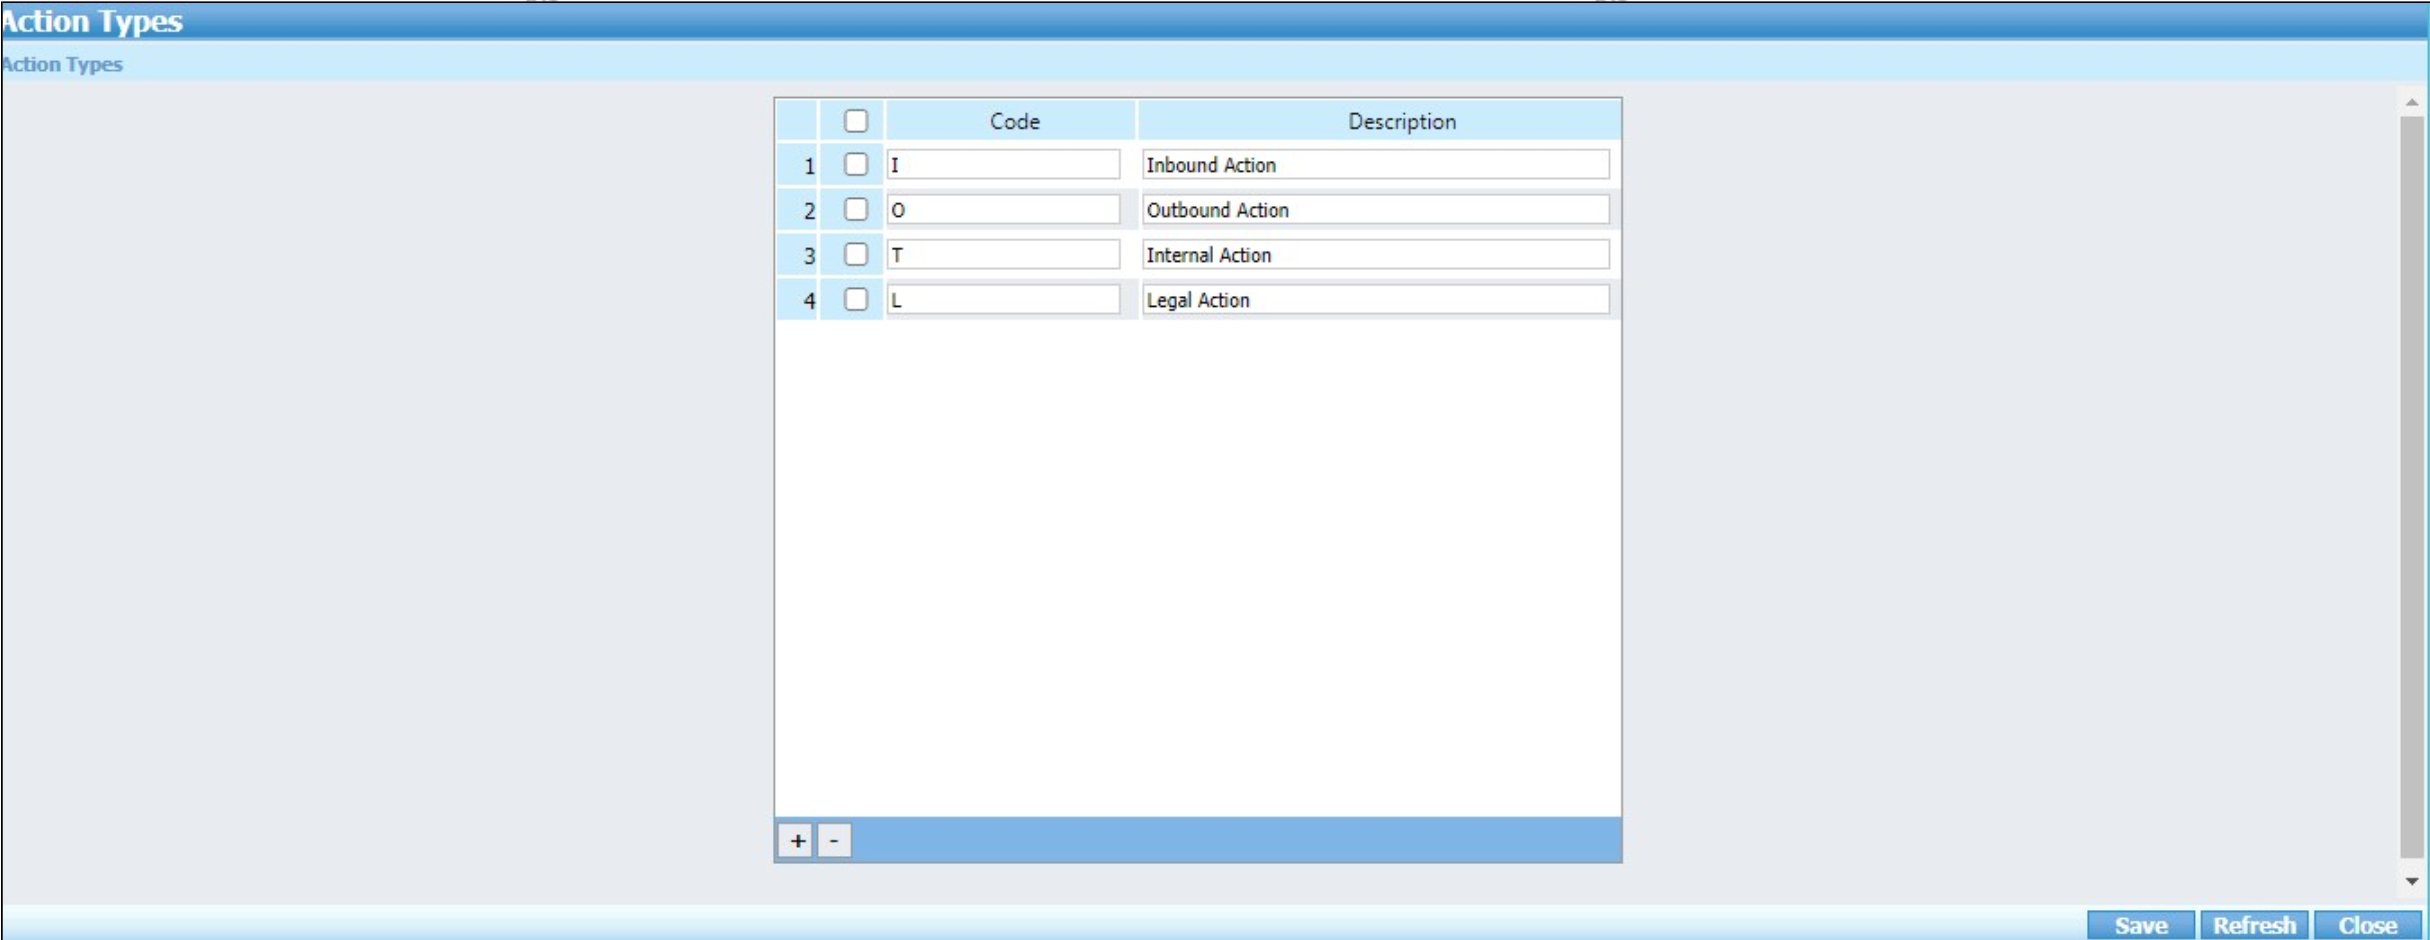 Action Types
Action Types
Code Description
1 I Inbound Action
2 O Outbound Action
3 T Internal Action
4 L Legal Action
+ -
Save Refresh Close